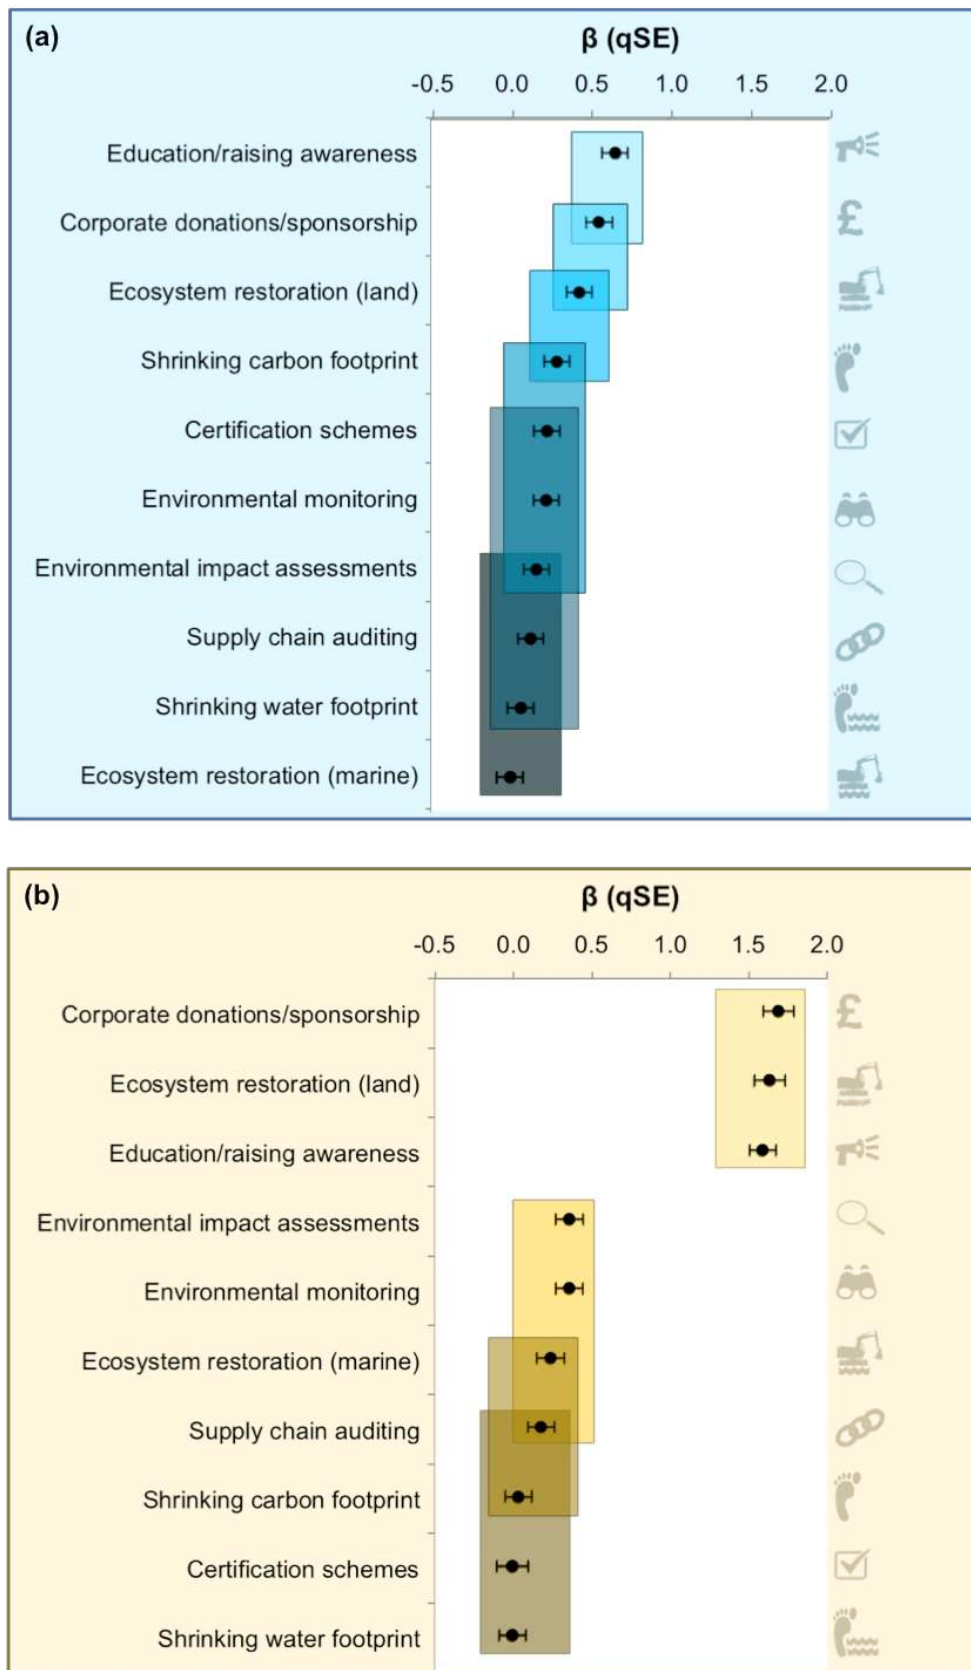 (a)
β (qSE)
-0.5 0.0 0.5 1.0 1.5 2.0
Education/raising awareness
Corporate donations/sponsorship
£
Ecosystem restoration (land)
Shrinking carbon footprint
Certification schemes
Environmental monitoring
Environmental impact assessments
Supply chain auditing
Shrinking water footprint
Ecosystem restoration (marine)
(b)
β (qSE)
-0.5 0.0 0.5 1.0 1.5 2.0
Corporate donations/sponsorship
£
Ecosystem restoration (land)
Education/raising awareness
Environmental impact assessments
Environmental monitoring
Ecosystem restoration (marine)
Supply chain auditing
Shrinking carbon footprint
Certification schemes
Shrinking water footprint